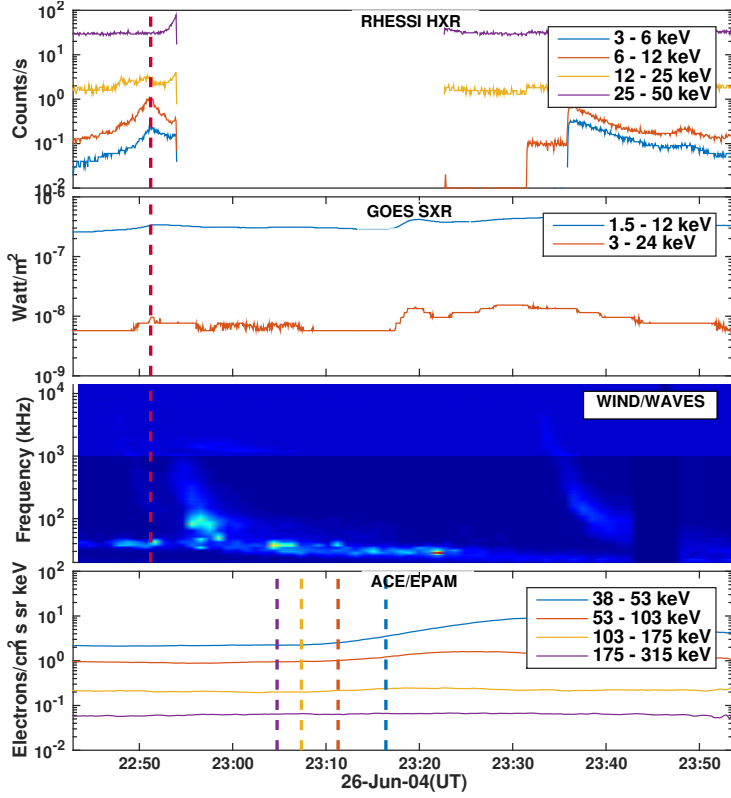 RHESSI HXR
10²
10¹
10⁰
10⁻¹
10⁻²
Counts/s
3 - 6 keV
6 - 12 keV
12 - 25 keV
25 - 50 keV
GOES SXR
10⁻⁶
10⁻⁷
10⁻⁸
10⁻⁹
Watt/m²
1.5 - 12 keV
3 - 24 keV
WIND/WAVES
10⁴
10³
10²
Frequency (kHz)
ACE/EPAM
10²
10¹
10⁰
10⁻¹
10⁻²
Electrons/cm² s sr keV
38 - 53 keV
53 - 103 keV
103 - 175 keV
175 - 315 keV
22:50 23:00 23:10 23:20 23:30 23:40 23:50
26-Jun-04(UT)